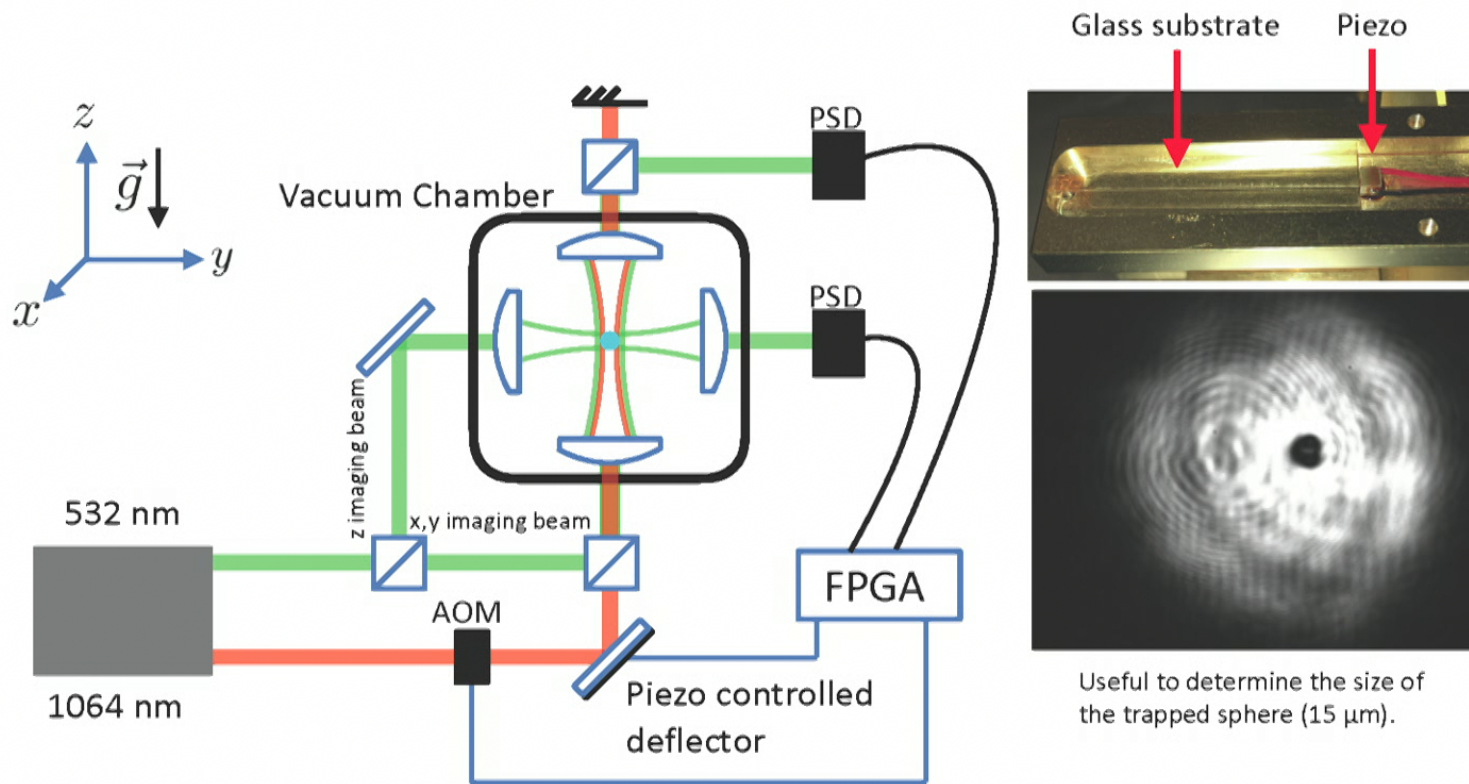 Glass substrate
Piezo
z
g
y
x
Vacuum Chamber
PSD
PSD
z imaging beam
x,y imaging beam
532 nm
1064 nm
AOM
FPGA
Piezo controlled
deflector
Useful to determine the size of
the trapped sphere (15 μm).